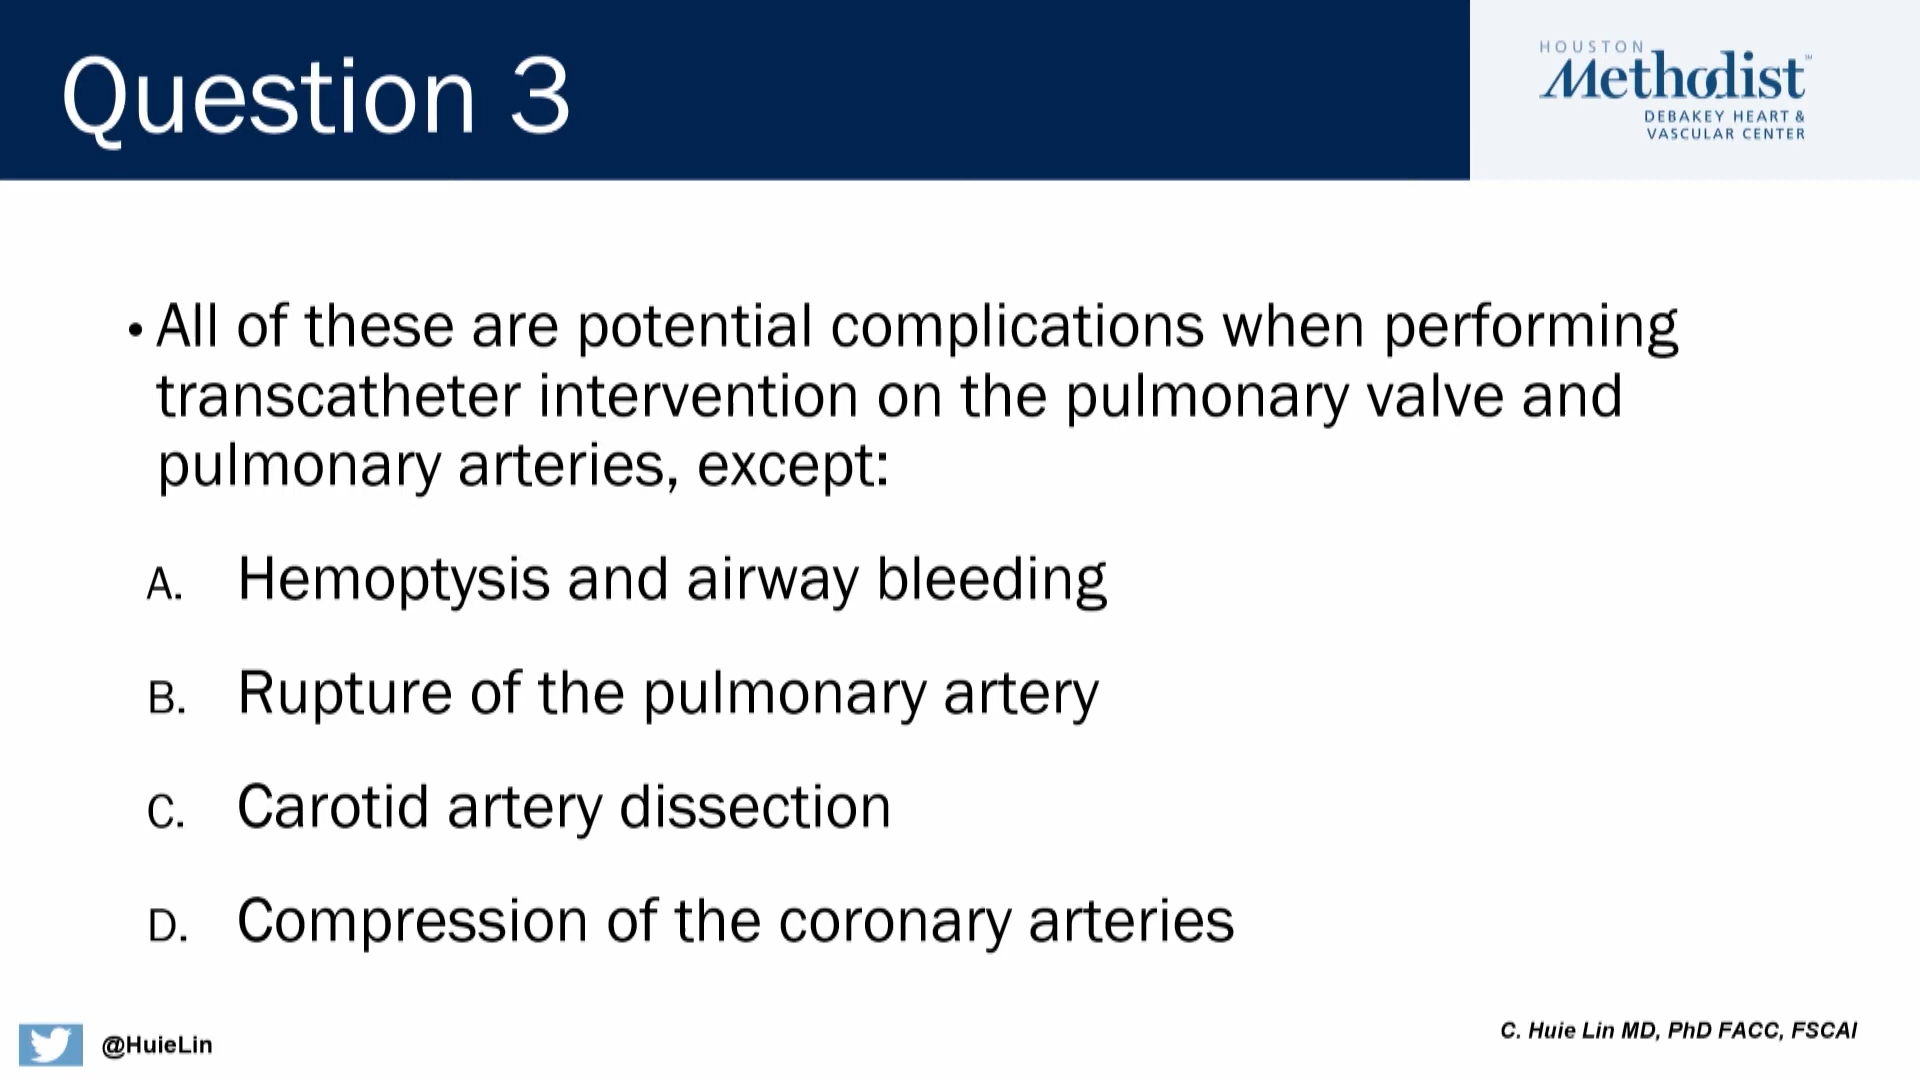 Question 3
HOUSTON
Methodist™
DEBAKEY HEART &
VASCULAR CENTER
• All of these are potential complications when performing
transcatheter intervention on the pulmonary valve and
pulmonary arteries, except:
A. Hemoptysis and airway bleeding
B. Rupture of the pulmonary artery
C. Carotid artery dissection
D. Compression of the coronary arteries
@HuieLin
C. Huie Lin MD, PhD FACC, FSCAI